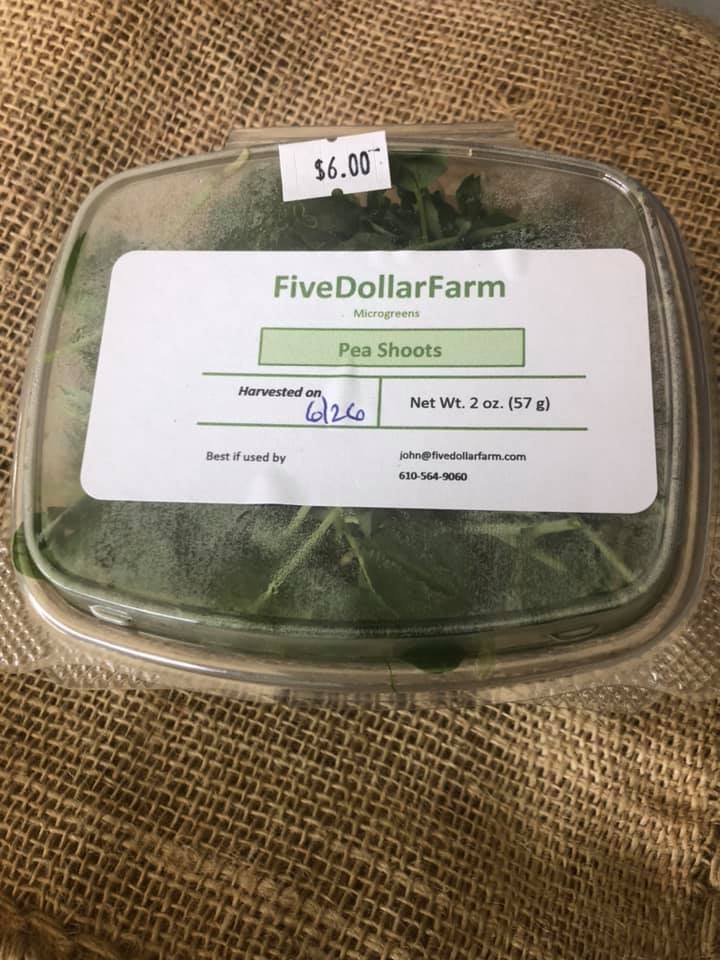 $6.00
FiveDollarFarm
Microgreens
Pea Shoots
Harvested on
6/26
Net Wt. 2 oz. (57 g)
Best if used by
john@fivedollarfarm.com
610-564-9060